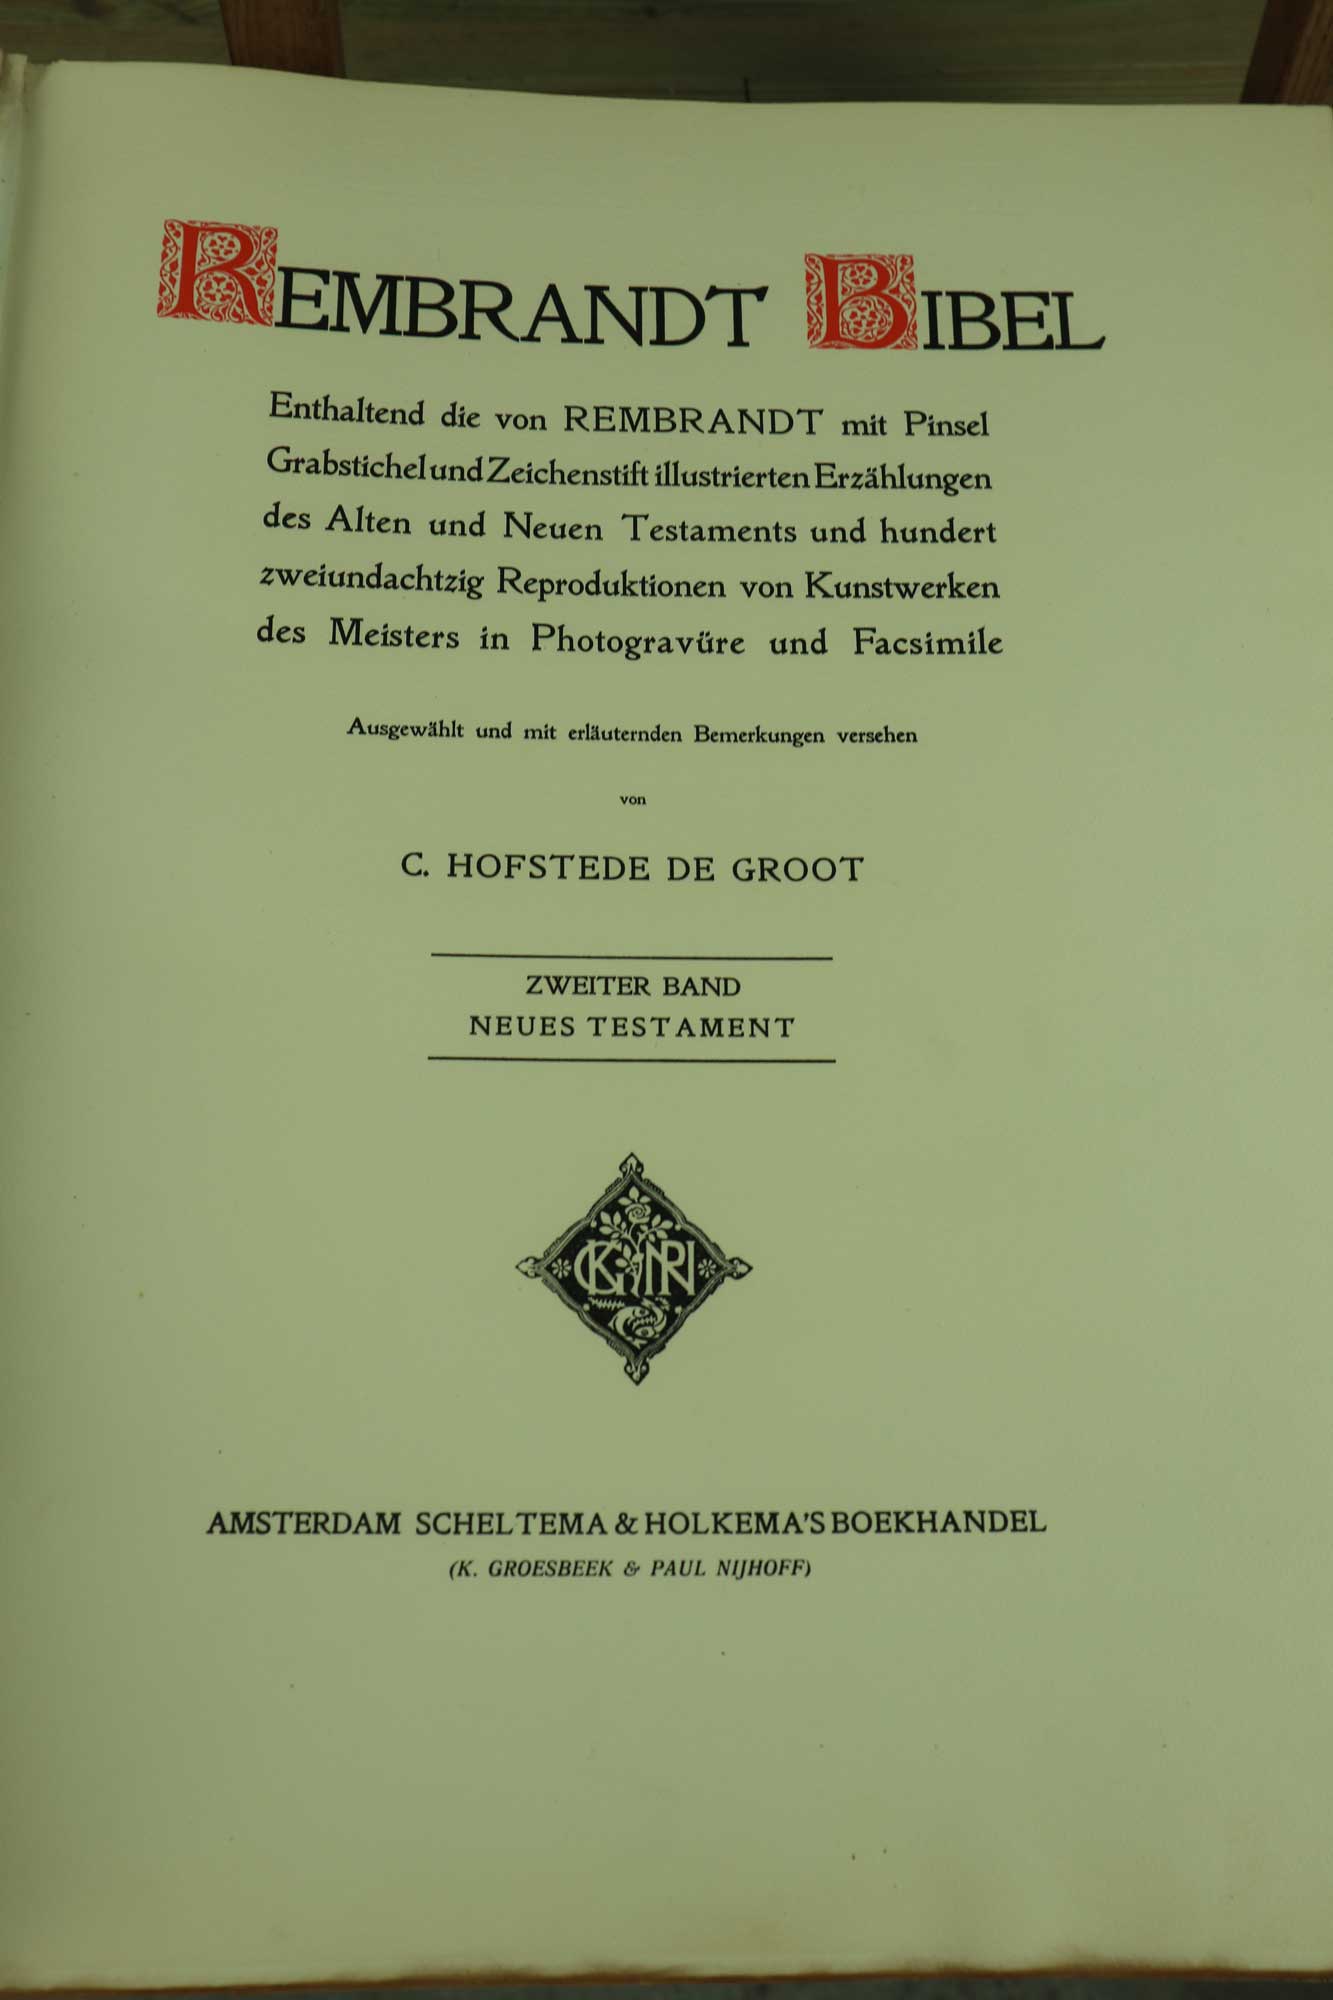 REMBRANDT BIBEL
Enthaltend die von REMBRANDT mit Pinsel
Grabstichel und Zeichenstift illustrierten Erzählungen
des Alten und Neuen Testaments und hundert
zweiundachtzig Reproduktionen von Kunstwerken
des Meisters in Photogravüre und Facsimile
Ausgewählt und mit erläuternden Bemerkungen versehen
von
C. HOFSTEDE DE GROOT
ZWEITER BAND
NEUES TESTAMENT
AMSTERDAM SCHELTEMA & HOLKEMA'S BOEKHANDEL
(K. GROESBEEK & PAUL NIJHOFF)